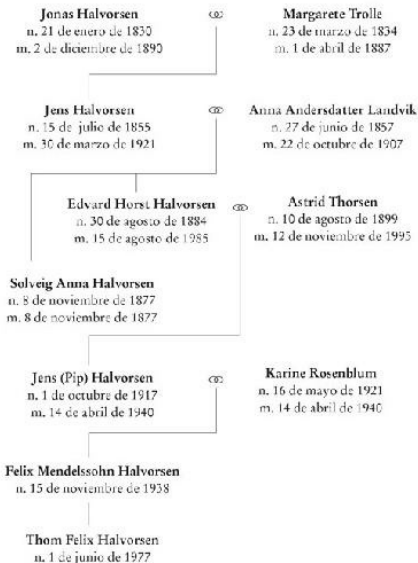 Jonas Halvorsen
n. 21 de enero de 1830
m. 2 de diciembre de 1890
Margarete Trolle
n. 23 de marzo de 1834
m. 1 de abril de 1887
Jens Halvorsen
n. 15 de julio de 1855
m. 30 de marzo de 1921
Anna Andersdatter Landvik
n. 27 de junio de 1857
m. 22 de octubre de 1907
Edvard Horst Halvorsen
n. 30 de agosto de 1884
m. 15 de agosto de 1985
Astrid Thorsen
n. 10 de agosto de 1899
m. 12 de noviembre de 1995
Solveig Anna Halvorsen
n. 8 de noviembre de 1877
m. 8 de noviembre de 1877
Jens (Pip) Halvorsen
n. 1 de octubre de 1917
m. 14 de abril de 1940
Karine Rosenblum
n. 16 de mayo de 1921
m. 14 de abril de 1940
Felix Mendelssohn Halvorsen
n. 15 de noviembre de 1938
Thom Felix Halvorsen
n. 1 de junio de 1977